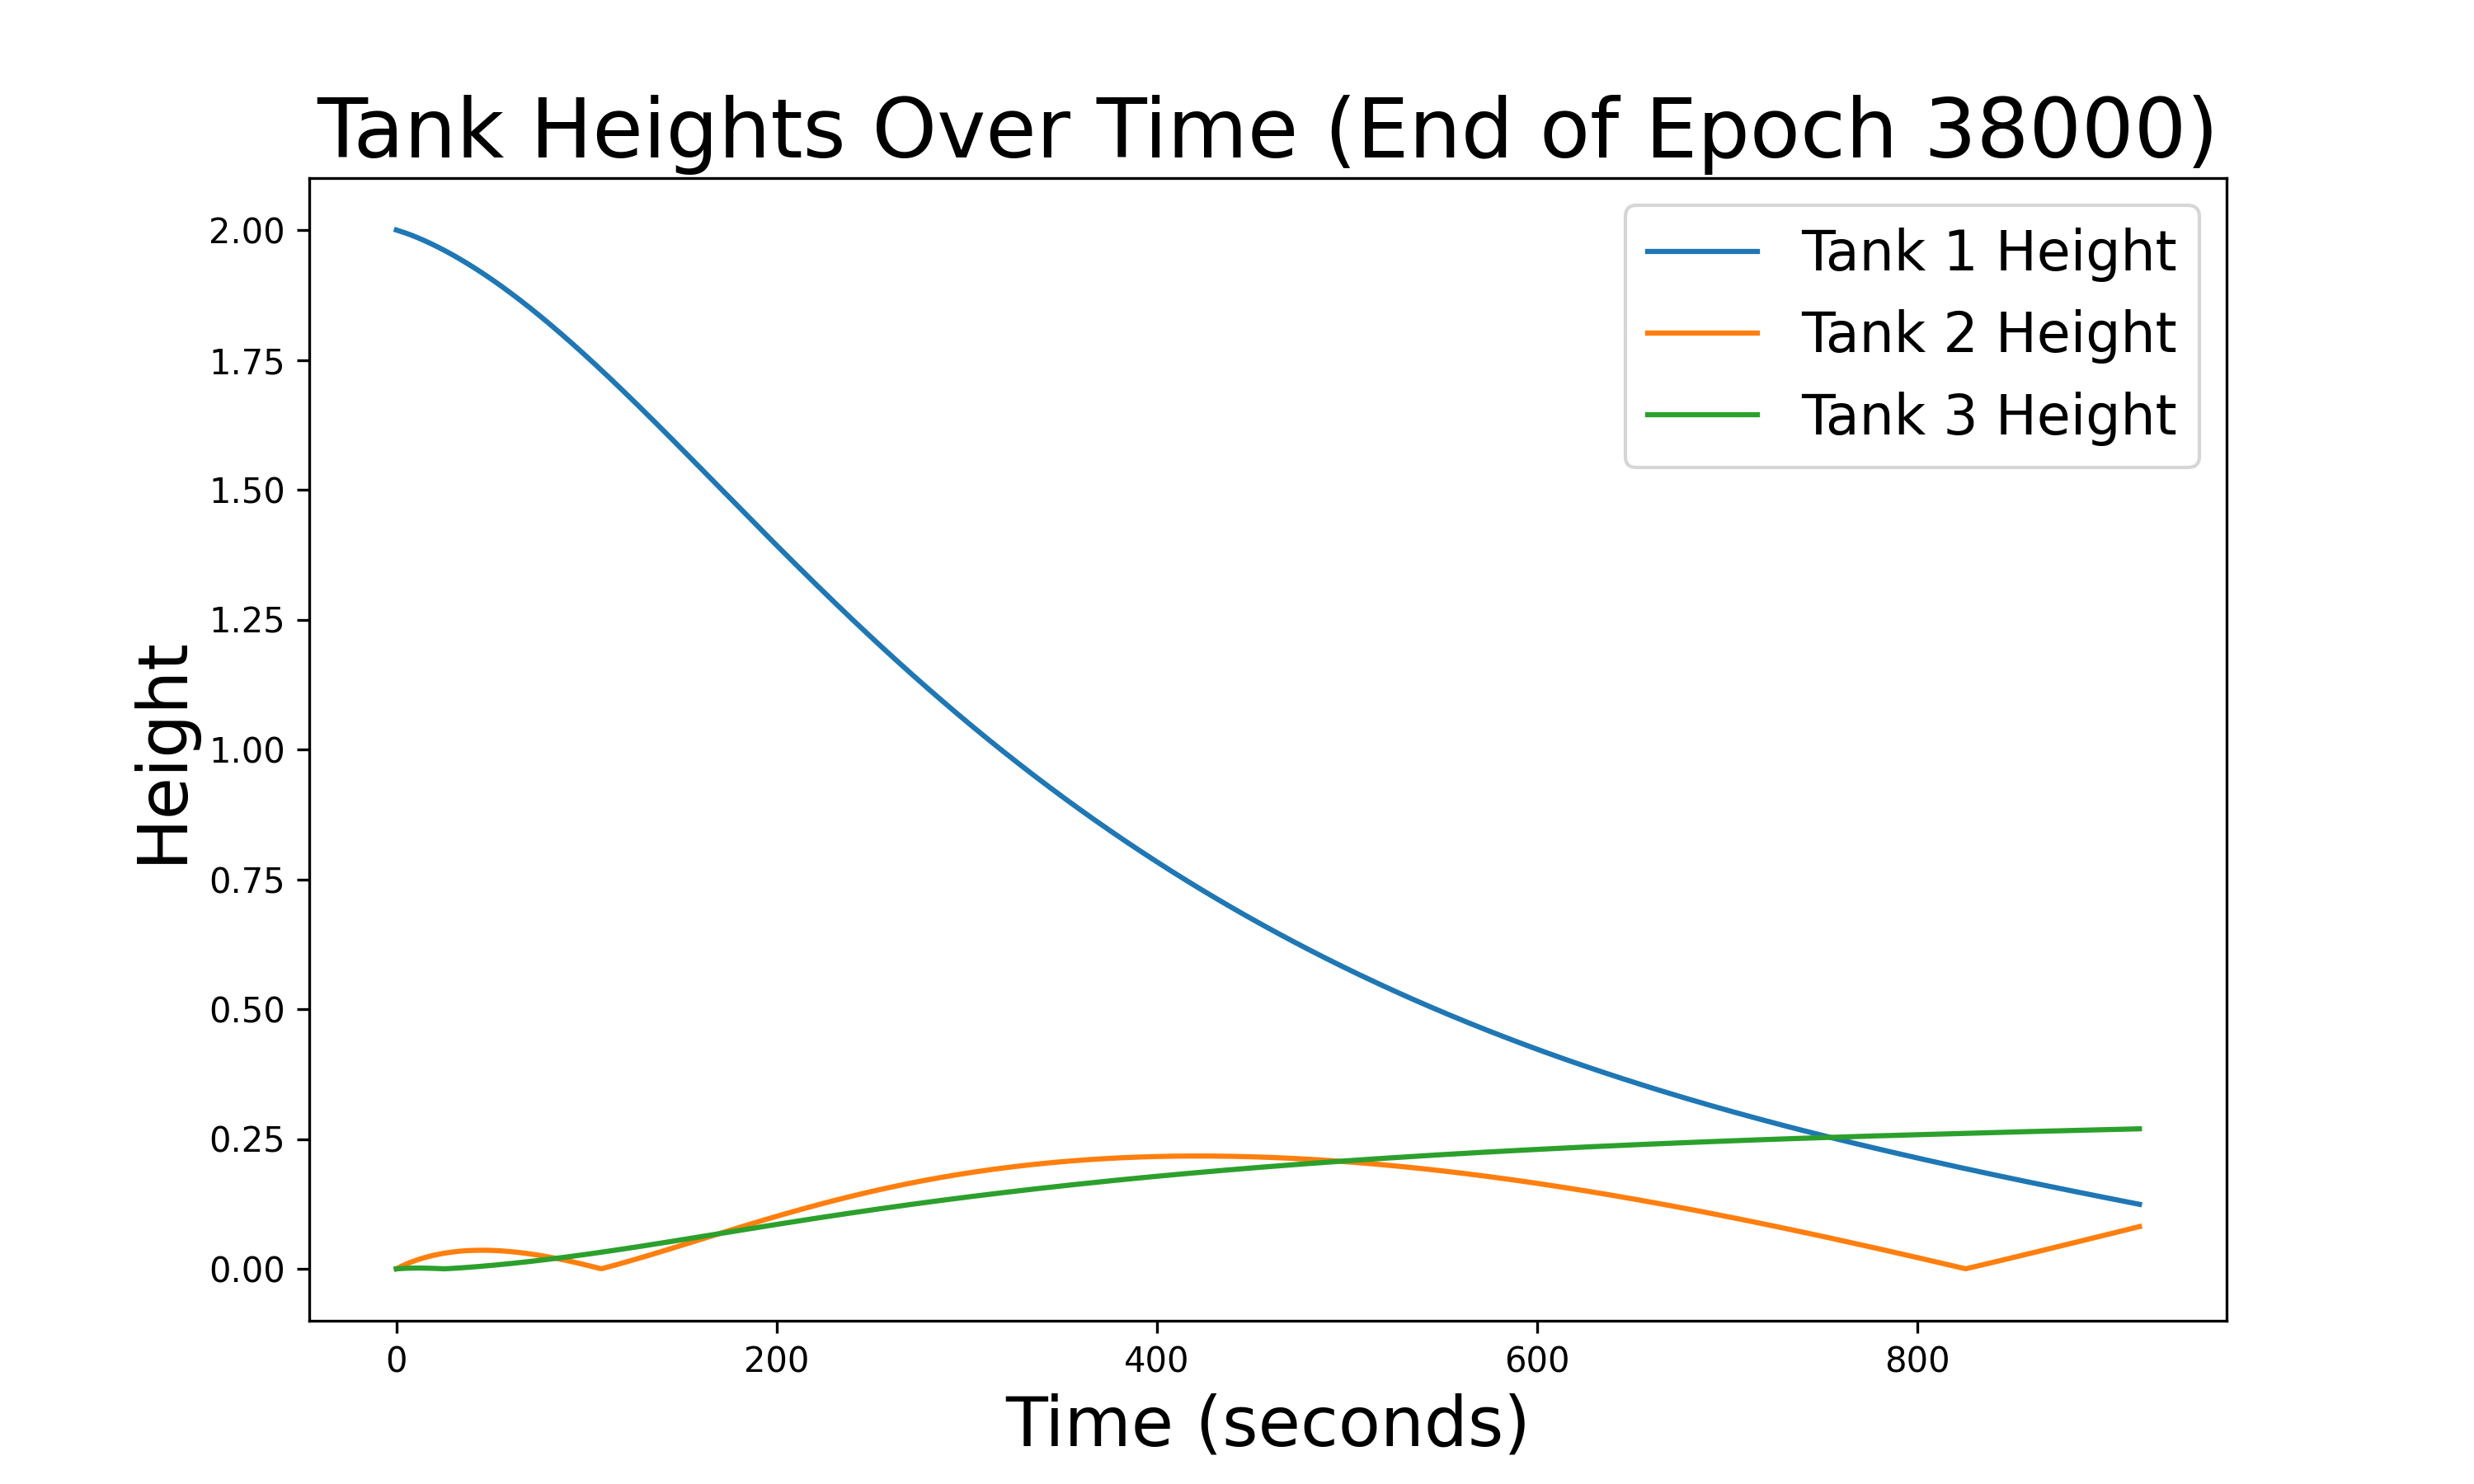 Tank Heights Over Time (End of Epoch 38000)
Tank 1 Height
Tank 2 Height
Tank 3 Height
Height
2.00
1.75
1.50
1.25
1.00
0.75
0.50
0.25
0.00
0 200 400 600 800
Time (seconds)